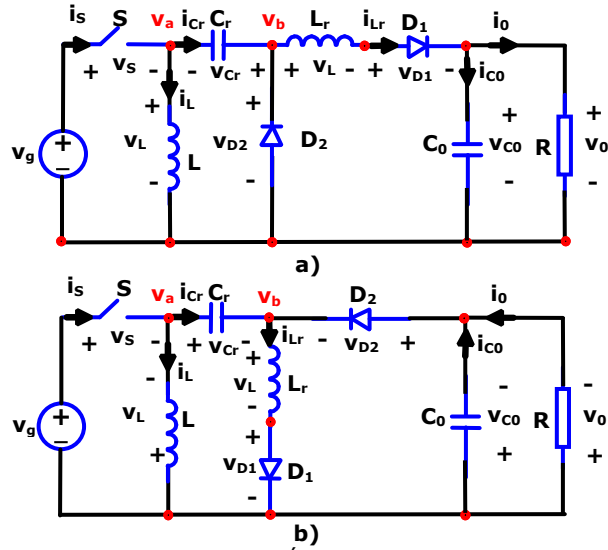 iS S va iCr Cr vb Lr iLr D1 i0
+ vS - - vCr + + vL - + vD1 - iC0
+ iL + +
vg + − vL L vD2 D2 C0 vC0 R v0
- - - -
a)
iS S va iCr Cr vb D2 i0
+ vS - + vCr - iLr - vD2 + iC0
- iL + - -
vg + − vL L vL Lr C0 vC0 R v0
+ - + +
+ vD1 D1 -
b)